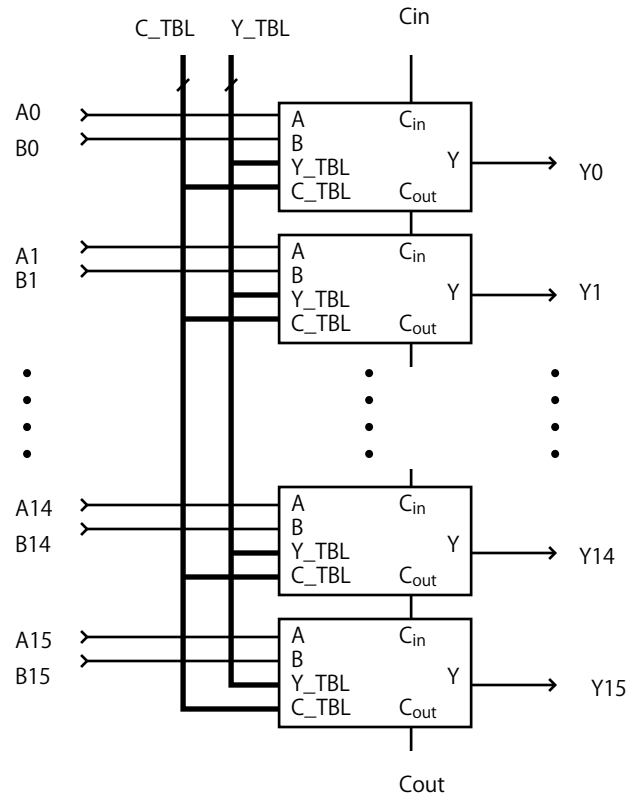 C_TBL Y_TBL Cin
A0
B0
A
B
Y_TBL
C_TBL
Cin
Y
Cout
Y0
A1
B1
A
B
Y_TBL
C_TBL
Cin
Y
Cout
Y1
A14
B14
A
B
Y_TBL
C_TBL
Cin
Y
Cout
Y14
A15
B15
A
B
Y_TBL
C_TBL
Cin
Y
Cout
Y15
Cout